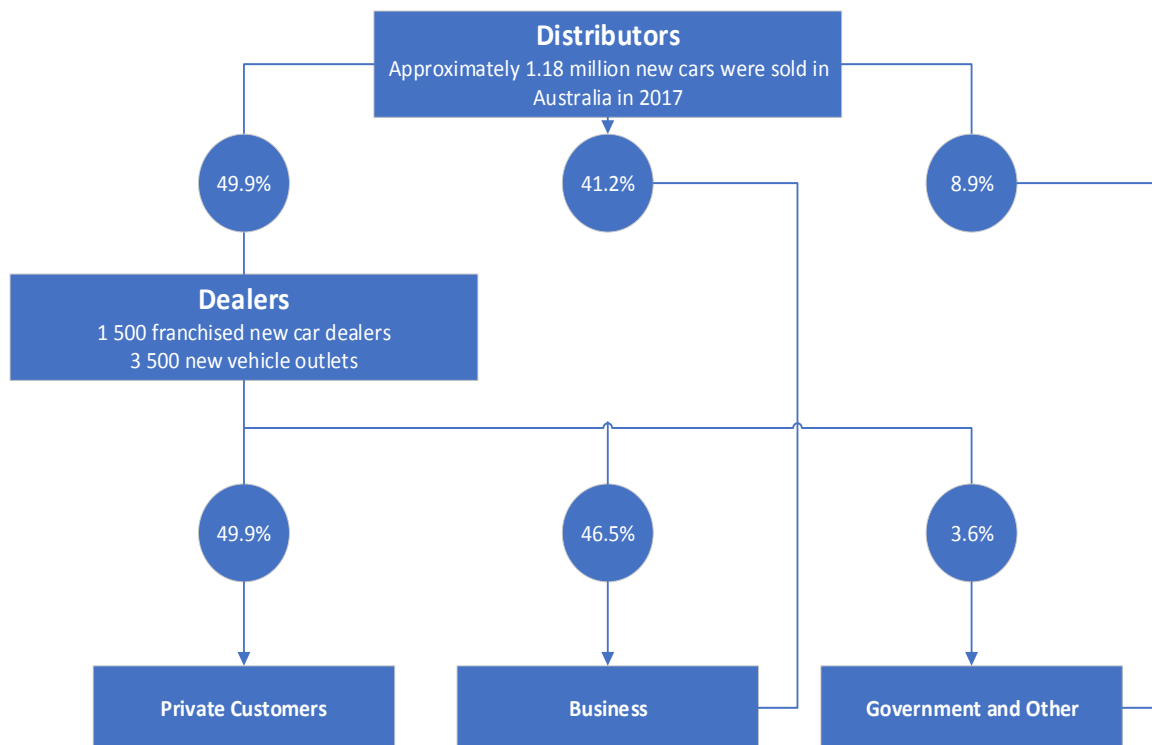 Distributors
Approximately 1.18 million new cars were sold in
Australia in 2017
49.9%
41.2%
8.9%
Dealers
1 500 franchised new car dealers
3 500 new vehicle outlets
49.9%
46.5%
3.6%
Private Customers
Business
Government and Other